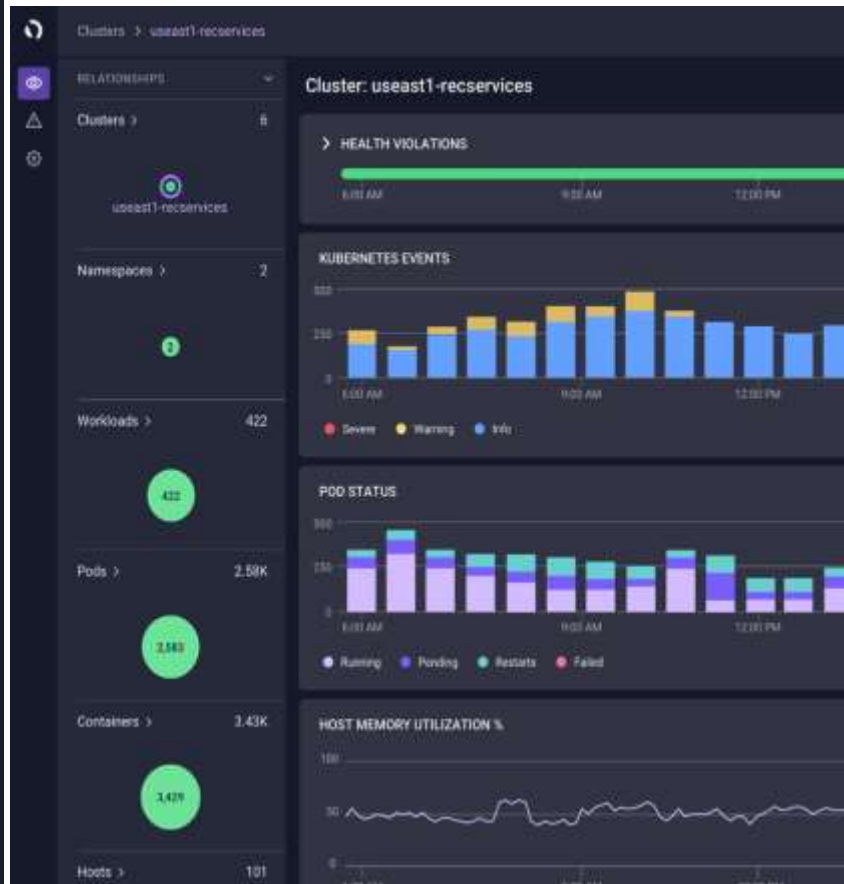 Clusters > useast1-recservices
RELATIONSHIPS
Clusters > 6
useast1-recservices
Namespaces > 2
2
Workloads > 422
422
Pods > 2.58K
2,583
Containers > 3.43K
3,429
Hosts > 101
Cluster: useast1-recservices
HEALTH VIOLATIONS
6:00 AM 9:00 AM 12:00 PM
KUBERNETES EVENTS
500
250
0
6:00 AM 9:00 AM 12:00 PM
Severe Warning Info
POD STATUS
500
250
0
6:00 AM 9:00 AM 12:00 PM
Running Pending Restarts Failed
HOST MEMORY UTILIZATION %
100
50
0